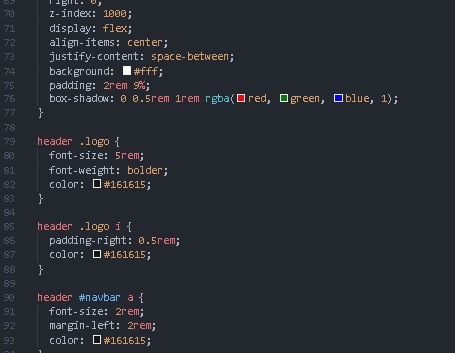 69 right: 0;
70 z-index: 1000;
71 display: flex;
72 align-items: center;
73 justify-content: space-between;
74 background: #fff;
75 padding: 2rem 9%;
76 box-shadow: 0 0.5rem 1rem rgba(red, green, blue, 1);
77 }
78
79 header .logo {
80 font-size: 5rem;
81 font-weight: bolder;
82 color: #161615;
83 }
84
85 header .logo i {
86 padding-right: 0.5rem;
87 color: #161615;
88 }
89
90 header #navbar a {
91 font-size: 2rem;
92 margin-left: 2rem;
93 color: #161615;